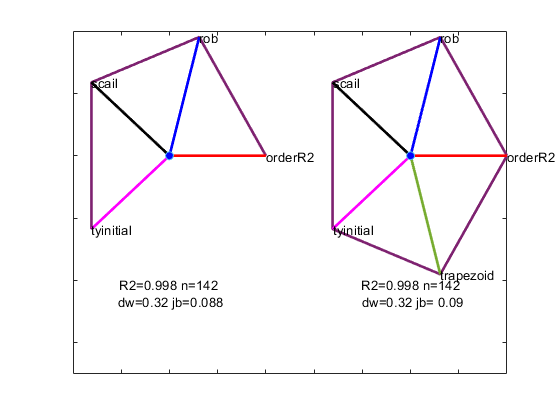 rob
scail
orderR2
tyinitial
R2=0.998 n=142
dw=0.32 jb=0.088
rob
scail
orderR2
tyinitial
trapezoid
R2=0.998 n=142
dw=0.32 jb= 0.09